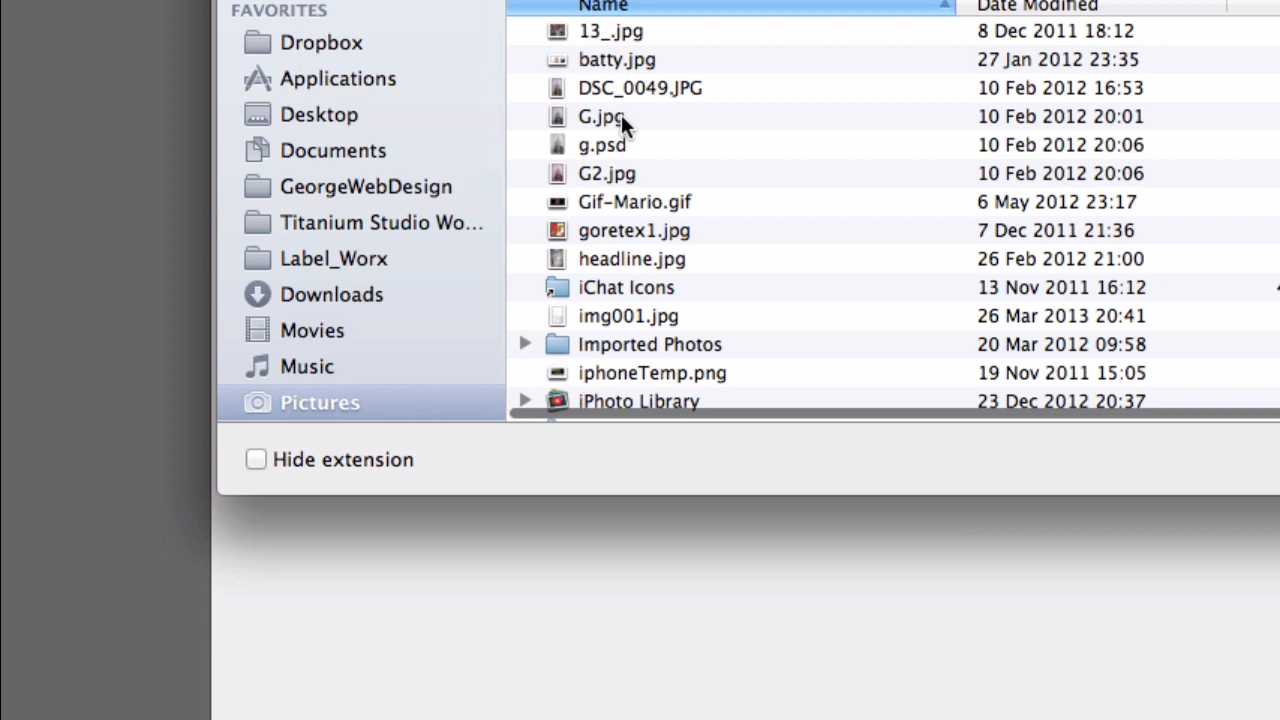 FAVORITES
Dropbox
Applications
Desktop
Documents
GeorgeWebDesign
Titanium Studio Wo...
Label_Worx
Downloads
Movies
Music
Pictures
Name Date Modified
13_.jpg 8 Dec 2011 18:12
batty.jpg 27 Jan 2012 23:35
DSC_0049.JPG 10 Feb 2012 16:53
G.jpg 10 Feb 2012 20:01
g.psd 10 Feb 2012 20:06
G2.jpg 10 Feb 2012 20:06
Gif-Mario.gif 6 May 2012 23:17
goretex1.jpg 7 Dec 2011 21:36
headline.jpg 26 Feb 2012 21:00
iChat Icons 13 Nov 2011 16:12
img001.jpg 26 Mar 2013 20:41
Imported Photos 20 Mar 2012 09:58
iphoneTemp.png 19 Nov 2011 15:05
iPhoto Library 23 Dec 2012 20:37
Hide extension